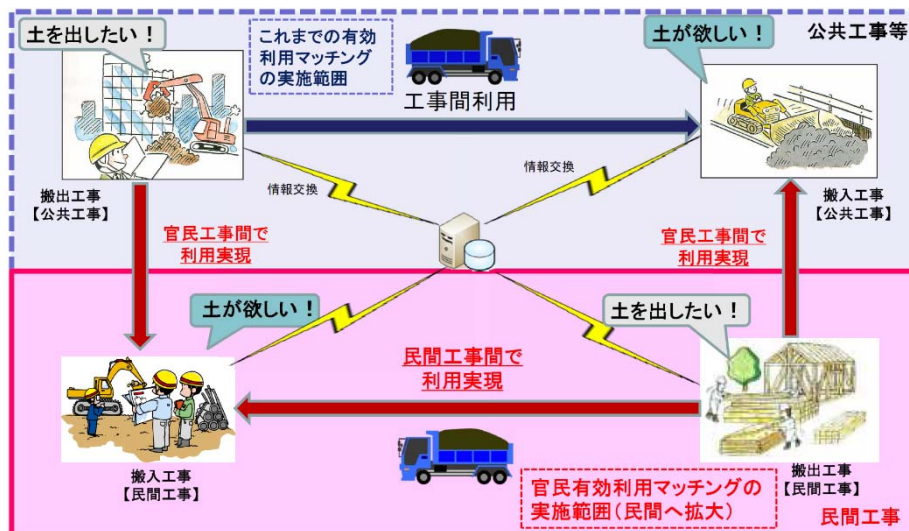 土を出したい！
これまでの有効
利用マッチング
の実施範囲
工事間利用
土が欲しい！
公共工事等
情報交換
情報交換
搬出工事
【公共工事】
搬入工事
【公共工事】
官民工事間で
利用実現
官民工事間で
利用実現
土が欲しい！
土を出したい！
民間工事間で
利用実現
搬入工事
【民間工事】
搬出工事
【民間工事】
官民有効利用マッチングの
実施範囲（民間へ拡大）
民間工事